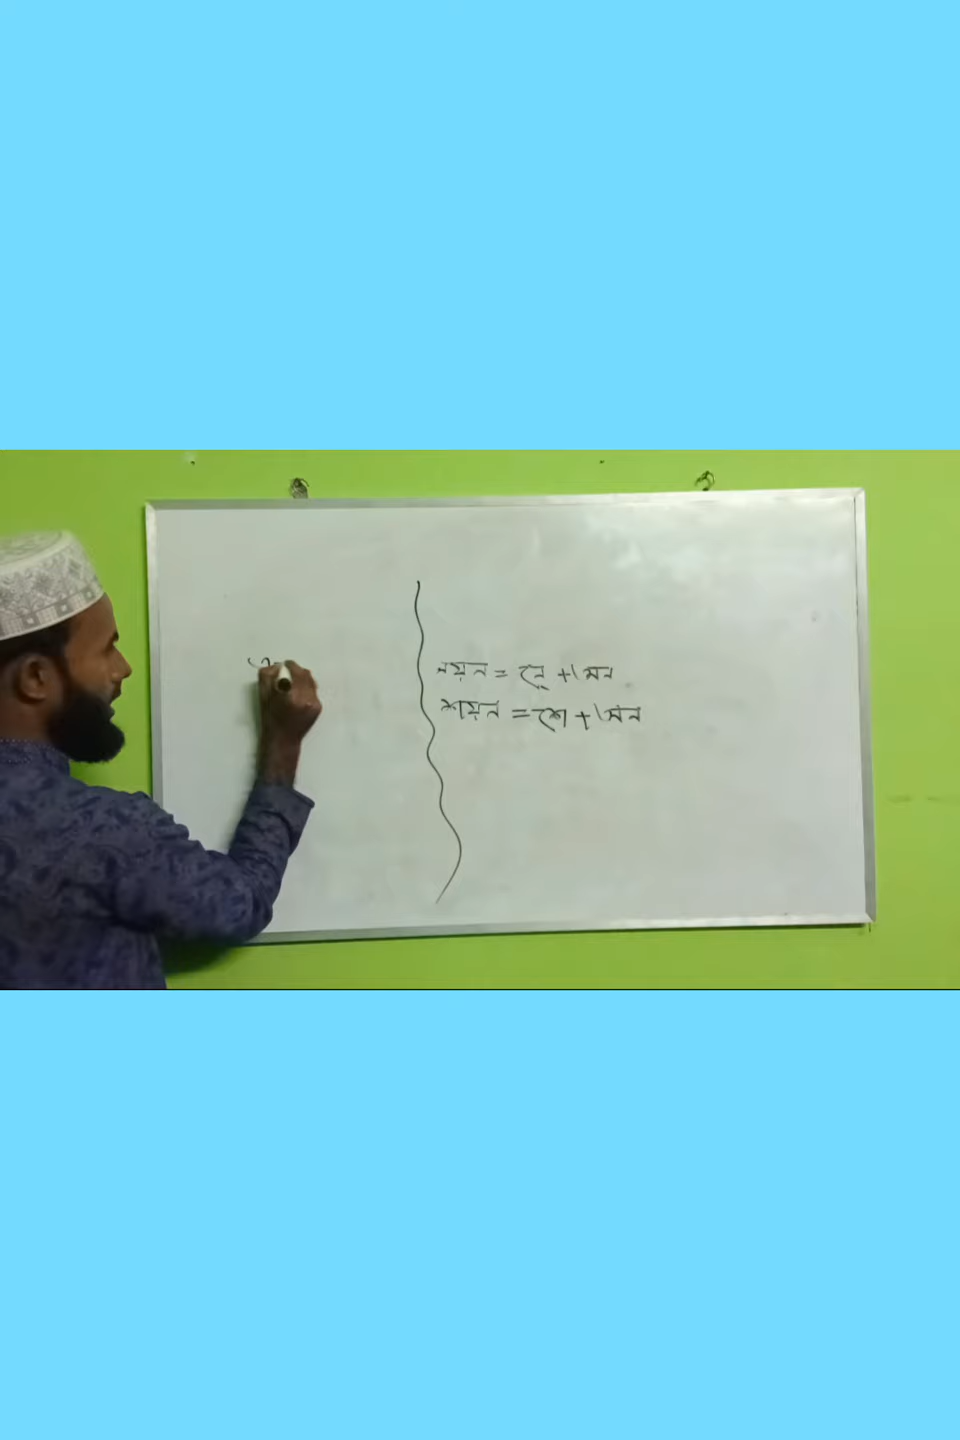 নয়ন = নে + অন
শয়ন = শে + অন